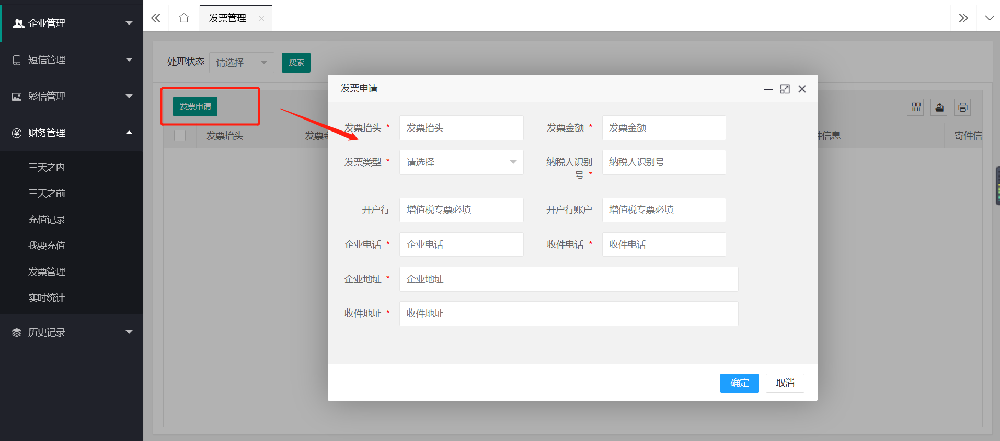 企业管理
短信管理
彩信管理
财务管理
三天之内
三天之前
充值记录
我要充值
发票管理
实时统计
历史记录
发票管理
处理状态
请选择
搜索
发票申请
发票抬头
发票金
件信息
寄件信
发票申请
发票抬头 *
发票抬头
发票金额 *
发票金额
发票类型 *
请选择
纳税人识别
号 *
纳税人识别号
开户行
增值税专票必填
开户行账户
增值税专票必填
企业电话 *
企业电话
收件电话 *
收件电话
企业地址 *
企业地址
收件地址 *
收件地址
确定
取消